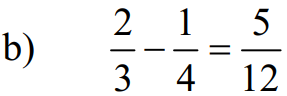 b) 2/3 − 1/4 = 5/12